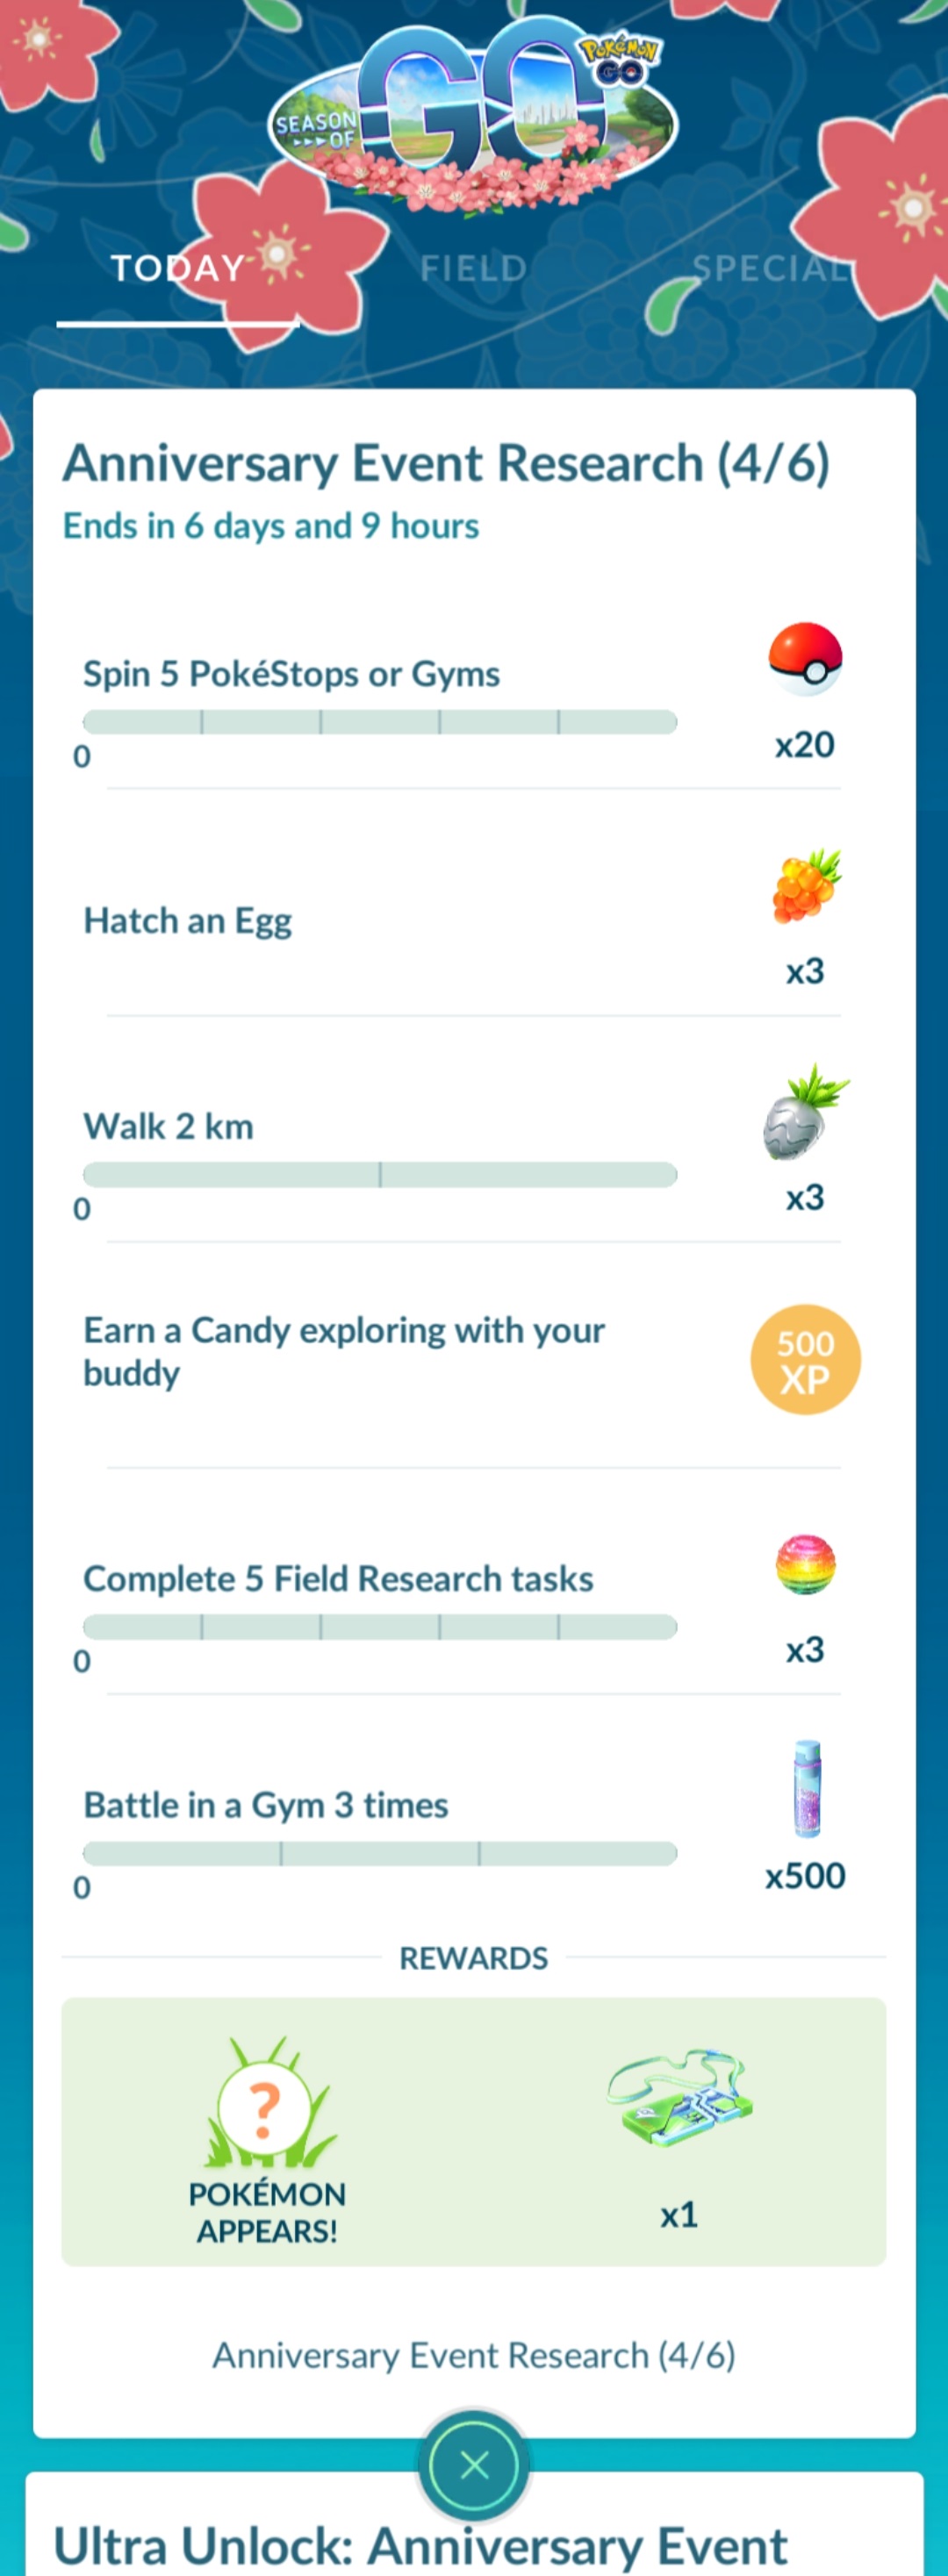 SEASON
OF
GO
POKÉMON
GO
TODAY
FIELD
SPECIAL
Anniversary Event Research (4/6)
Ends in 6 days and 9 hours
Spin 5 PokéStops or Gyms
0
x20
Hatch an Egg
x3
Walk 2 km
0
x3
Earn a Candy exploring with your
buddy
500
XP
Complete 5 Field Research tasks
0
x3
Battle in a Gym 3 times
0
x500
REWARDS
?
POKÉMON
APPEARS!
x1
Anniversary Event Research (4/6)
Ultra Unlock: Anniversary Event